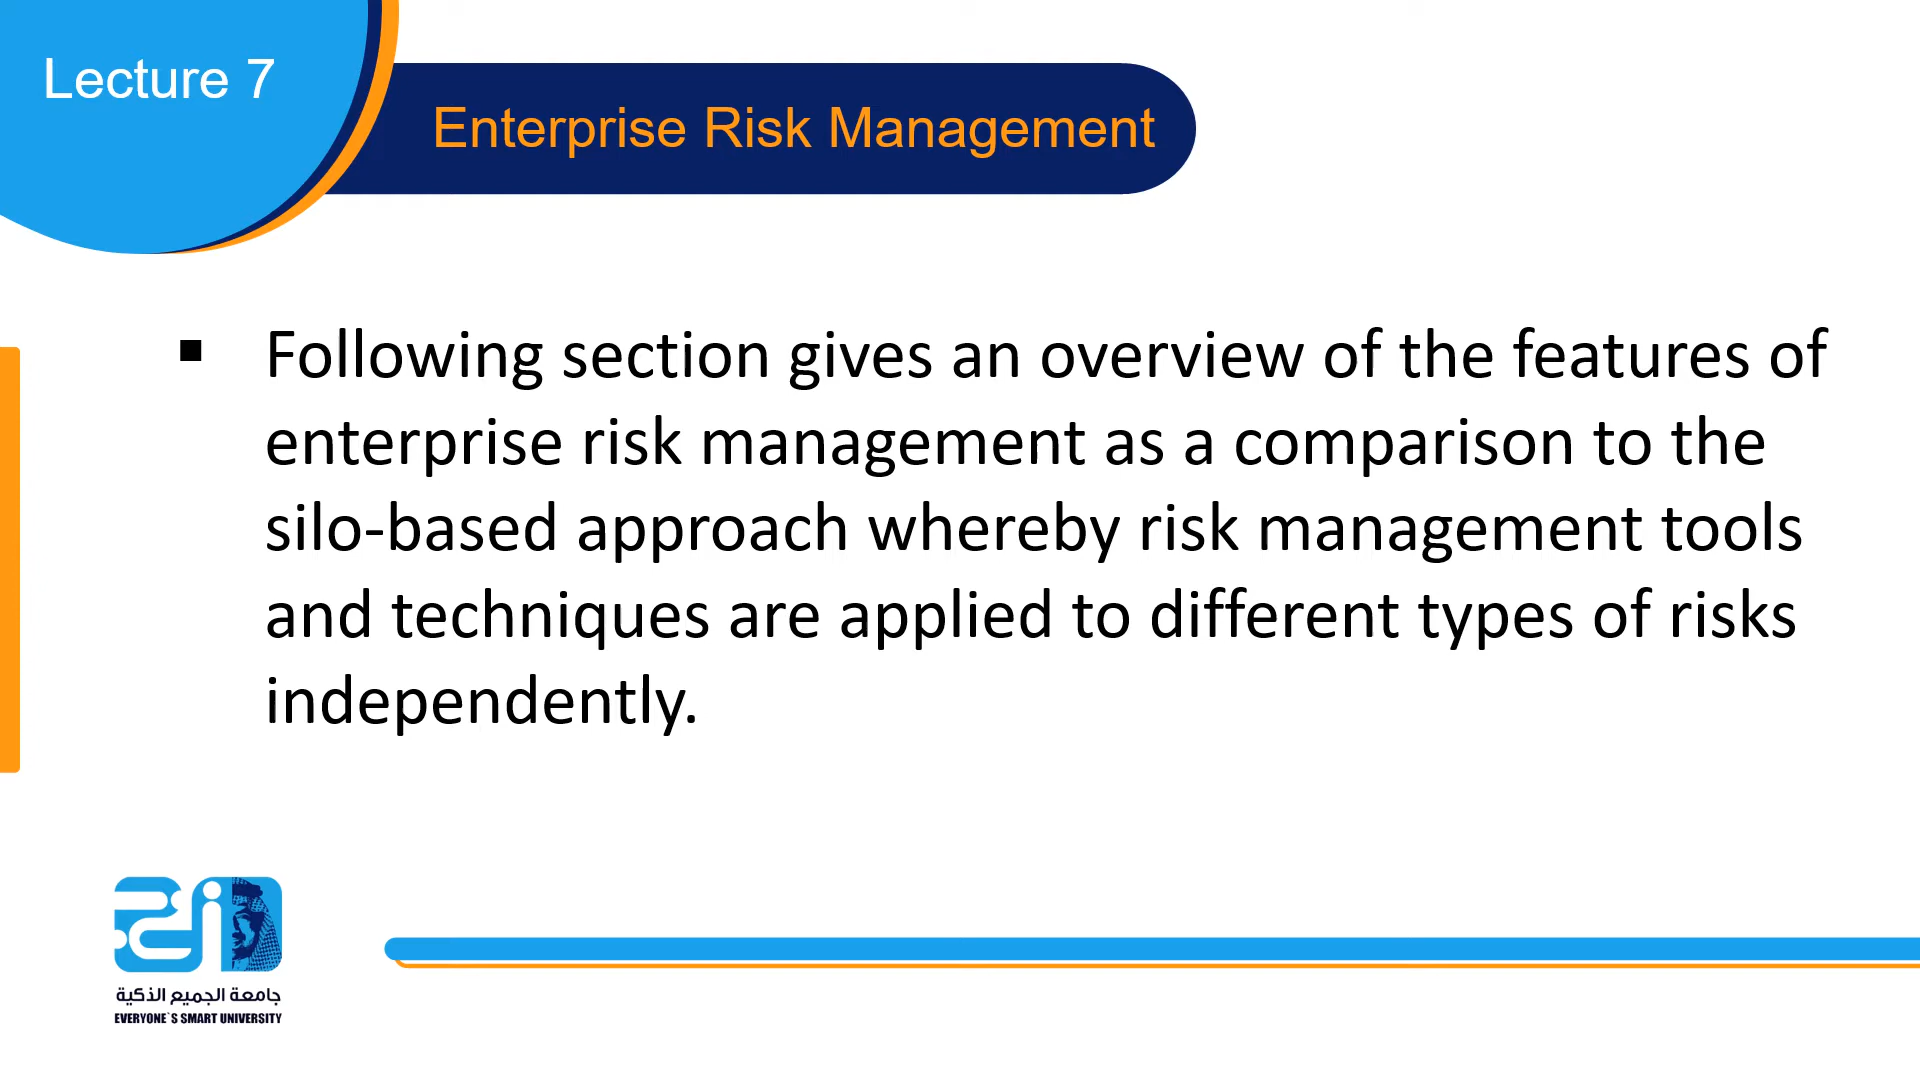 Lecture 7
Enterprise Risk Management
▪ Following section gives an overview of the features of
enterprise risk management as a comparison to the
silo-based approach whereby risk management tools
and techniques are applied to different types of risks
independently.
جامعة الجميع الذكية
EVERYONE`S SMART UNIVERSITY